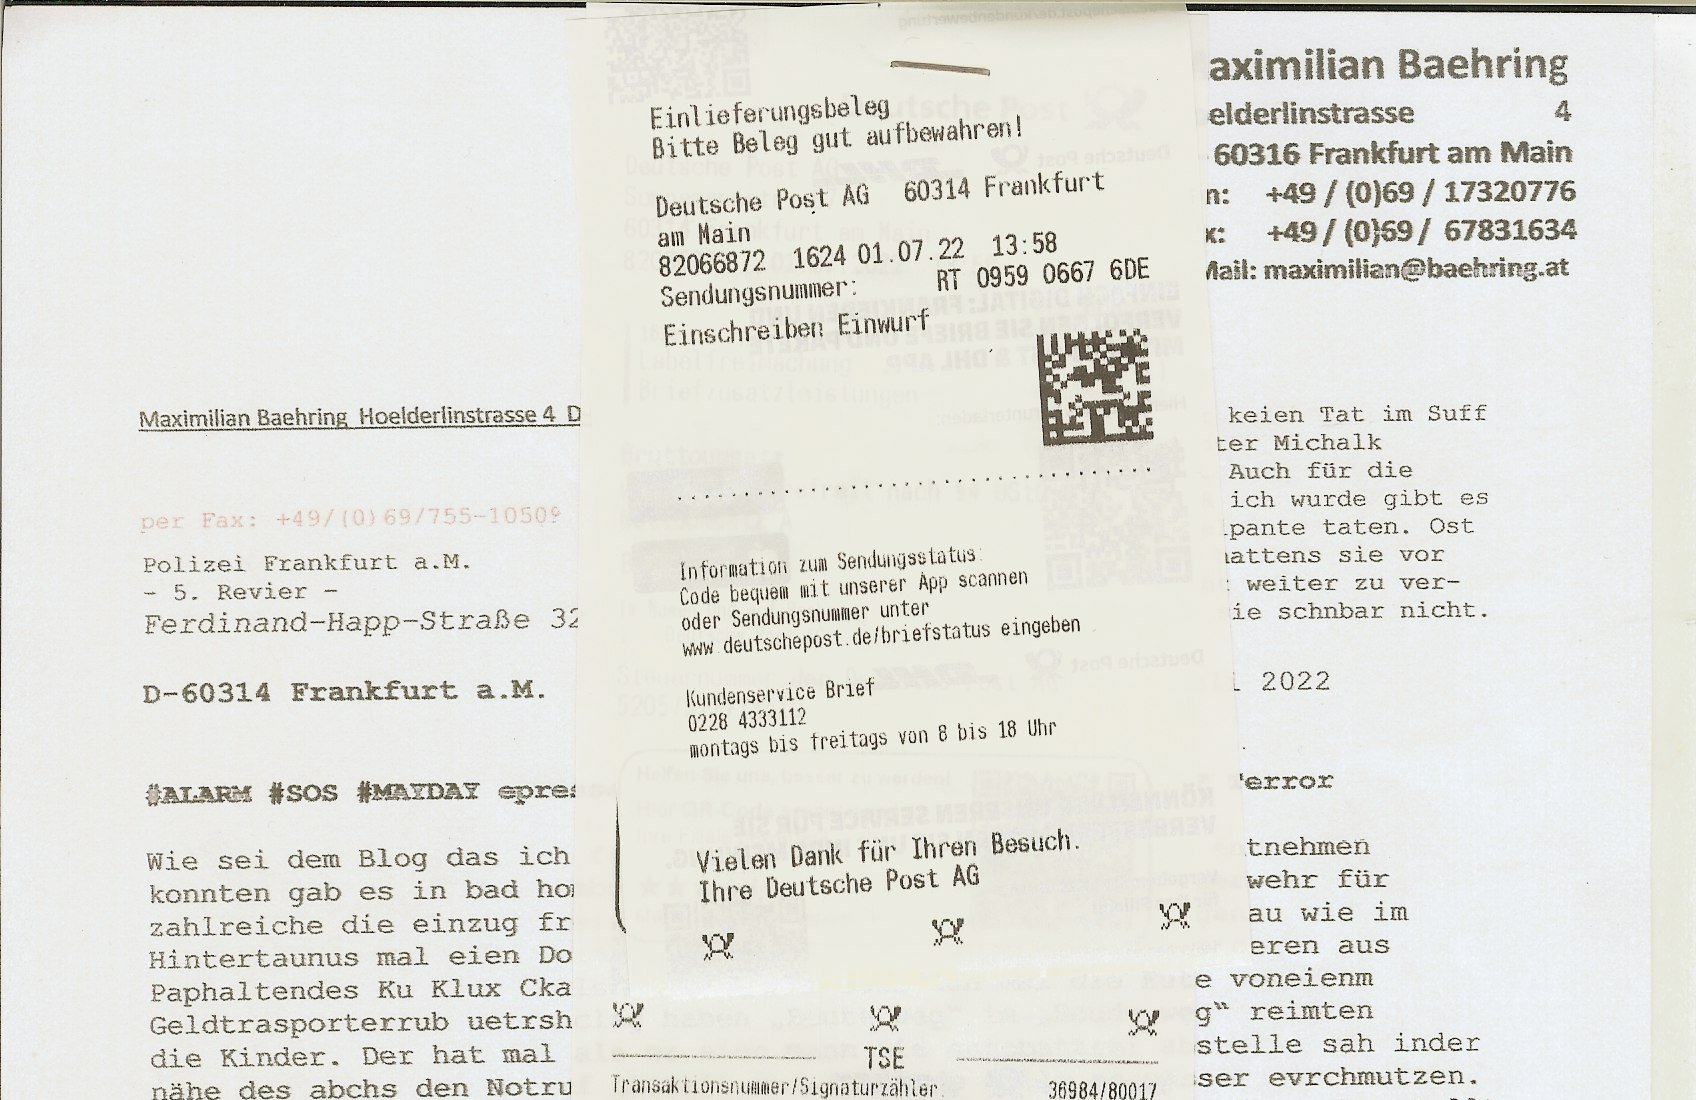 aximilian Baehring
elderlinstrasse 4
60316 Frankfurt am Main
n: +49 / (0)69 / 17320776
x: +49 / (0)69 / 67831634
Mail: maximilian@baehring.at
Einlieferungsbeleg
Bitte Beleg gut aufbewahren!
Deutsche Post AG 60314 Frankfurt
am Main
82066872 1624 01.07.22 13:58
Sendungsnummer: RT 0959 0667 6DE
Einschreiben Einwurf
Information zum Sendungsstatus:
Code bequem mit unserer App scannen
oder Sendungsnummer unter
www.deutschepost.de/briefstatus eingeben
Kundenservice Brief
0228 4333112
montags bis freitags von 8 bis 18 Uhr
Vielen Dank für Ihren Besuch.
Ihre Deutsche Post AG
TSE
Transaktionsnummer/Signaturzähler 36984/80017
Maximilian Baehring Hoelderlinstrasse 4 D
per Fax: +49/(0)69/755-10509
Polizei Frankfurt a.M.
- 5. Revier -
Ferdinand-Happ-Straße 32
D-60314 Frankfurt a.M.
#ALARM #SOS #MAYDAY epres
Wie sei dem Blog das ich
konnten gab es in bad hom
zahlreiche die einzug fr
Hintertaunus mal eien Do
Paphaltendes Ku Klux Cka
Geldtrasporterrub uetrsh
die Kinder. Der hat mal
nähe des abchs den Notru
keien Tat im Suff
ter Michalk
Auch für die
ich wurde gibt es
pante taten. Ost
hattens sie vor
weiter zu ver-
ie schnbar nicht.
2022
error
tnehmen
wehr für
au wie im
eren aus
e voneienm
g" reimten
stelle sah inder
ser evrchmutzen.